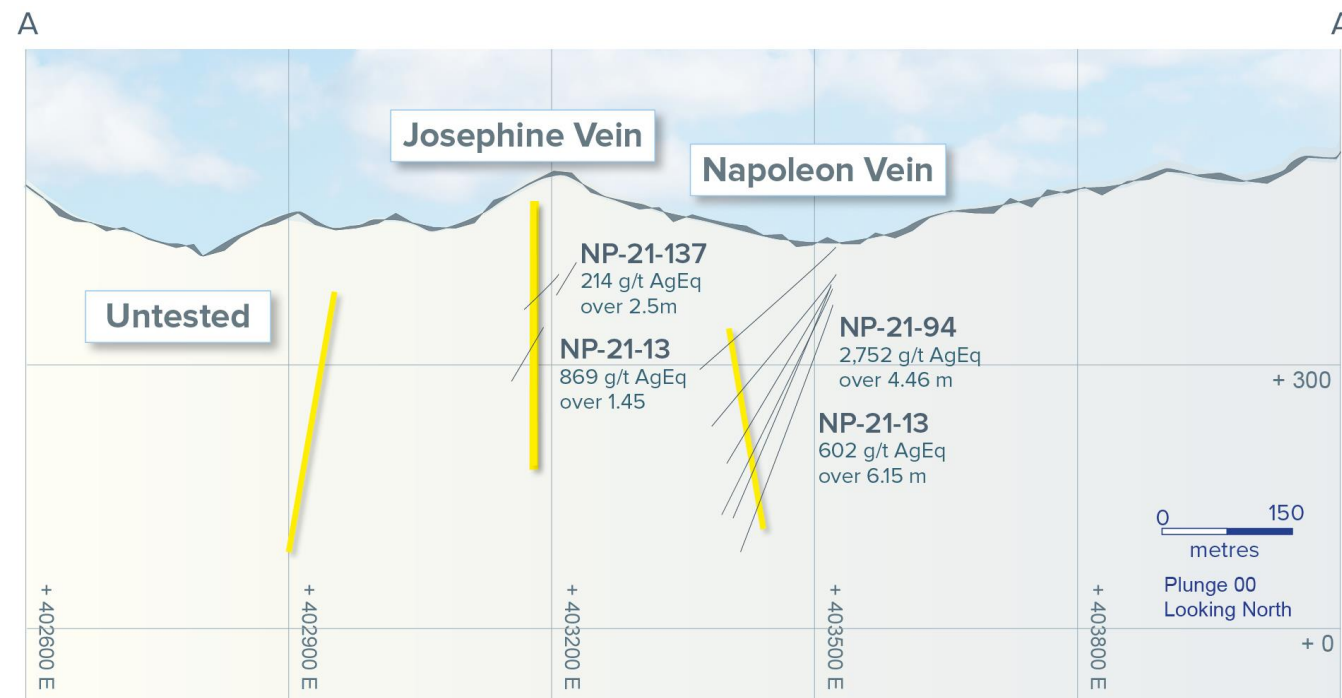 A
A
Josephine Vein
Napoleon Vein
NP-21-137
214 g/t AgEq
over 2.5m
Untested
NP-21-94
2,752 g/t AgEq
over 4.46 m
NP-21-13
869 g/t AgEq
over 1.45
+ 300
NP-21-13
602 g/t AgEq
over 6.15 m
0 150
metres
Plunge 00
Looking North
+ 402600 E
+ 402900 E
+ 403200 E
+ 403500 E
+ 403800 E
+ 0